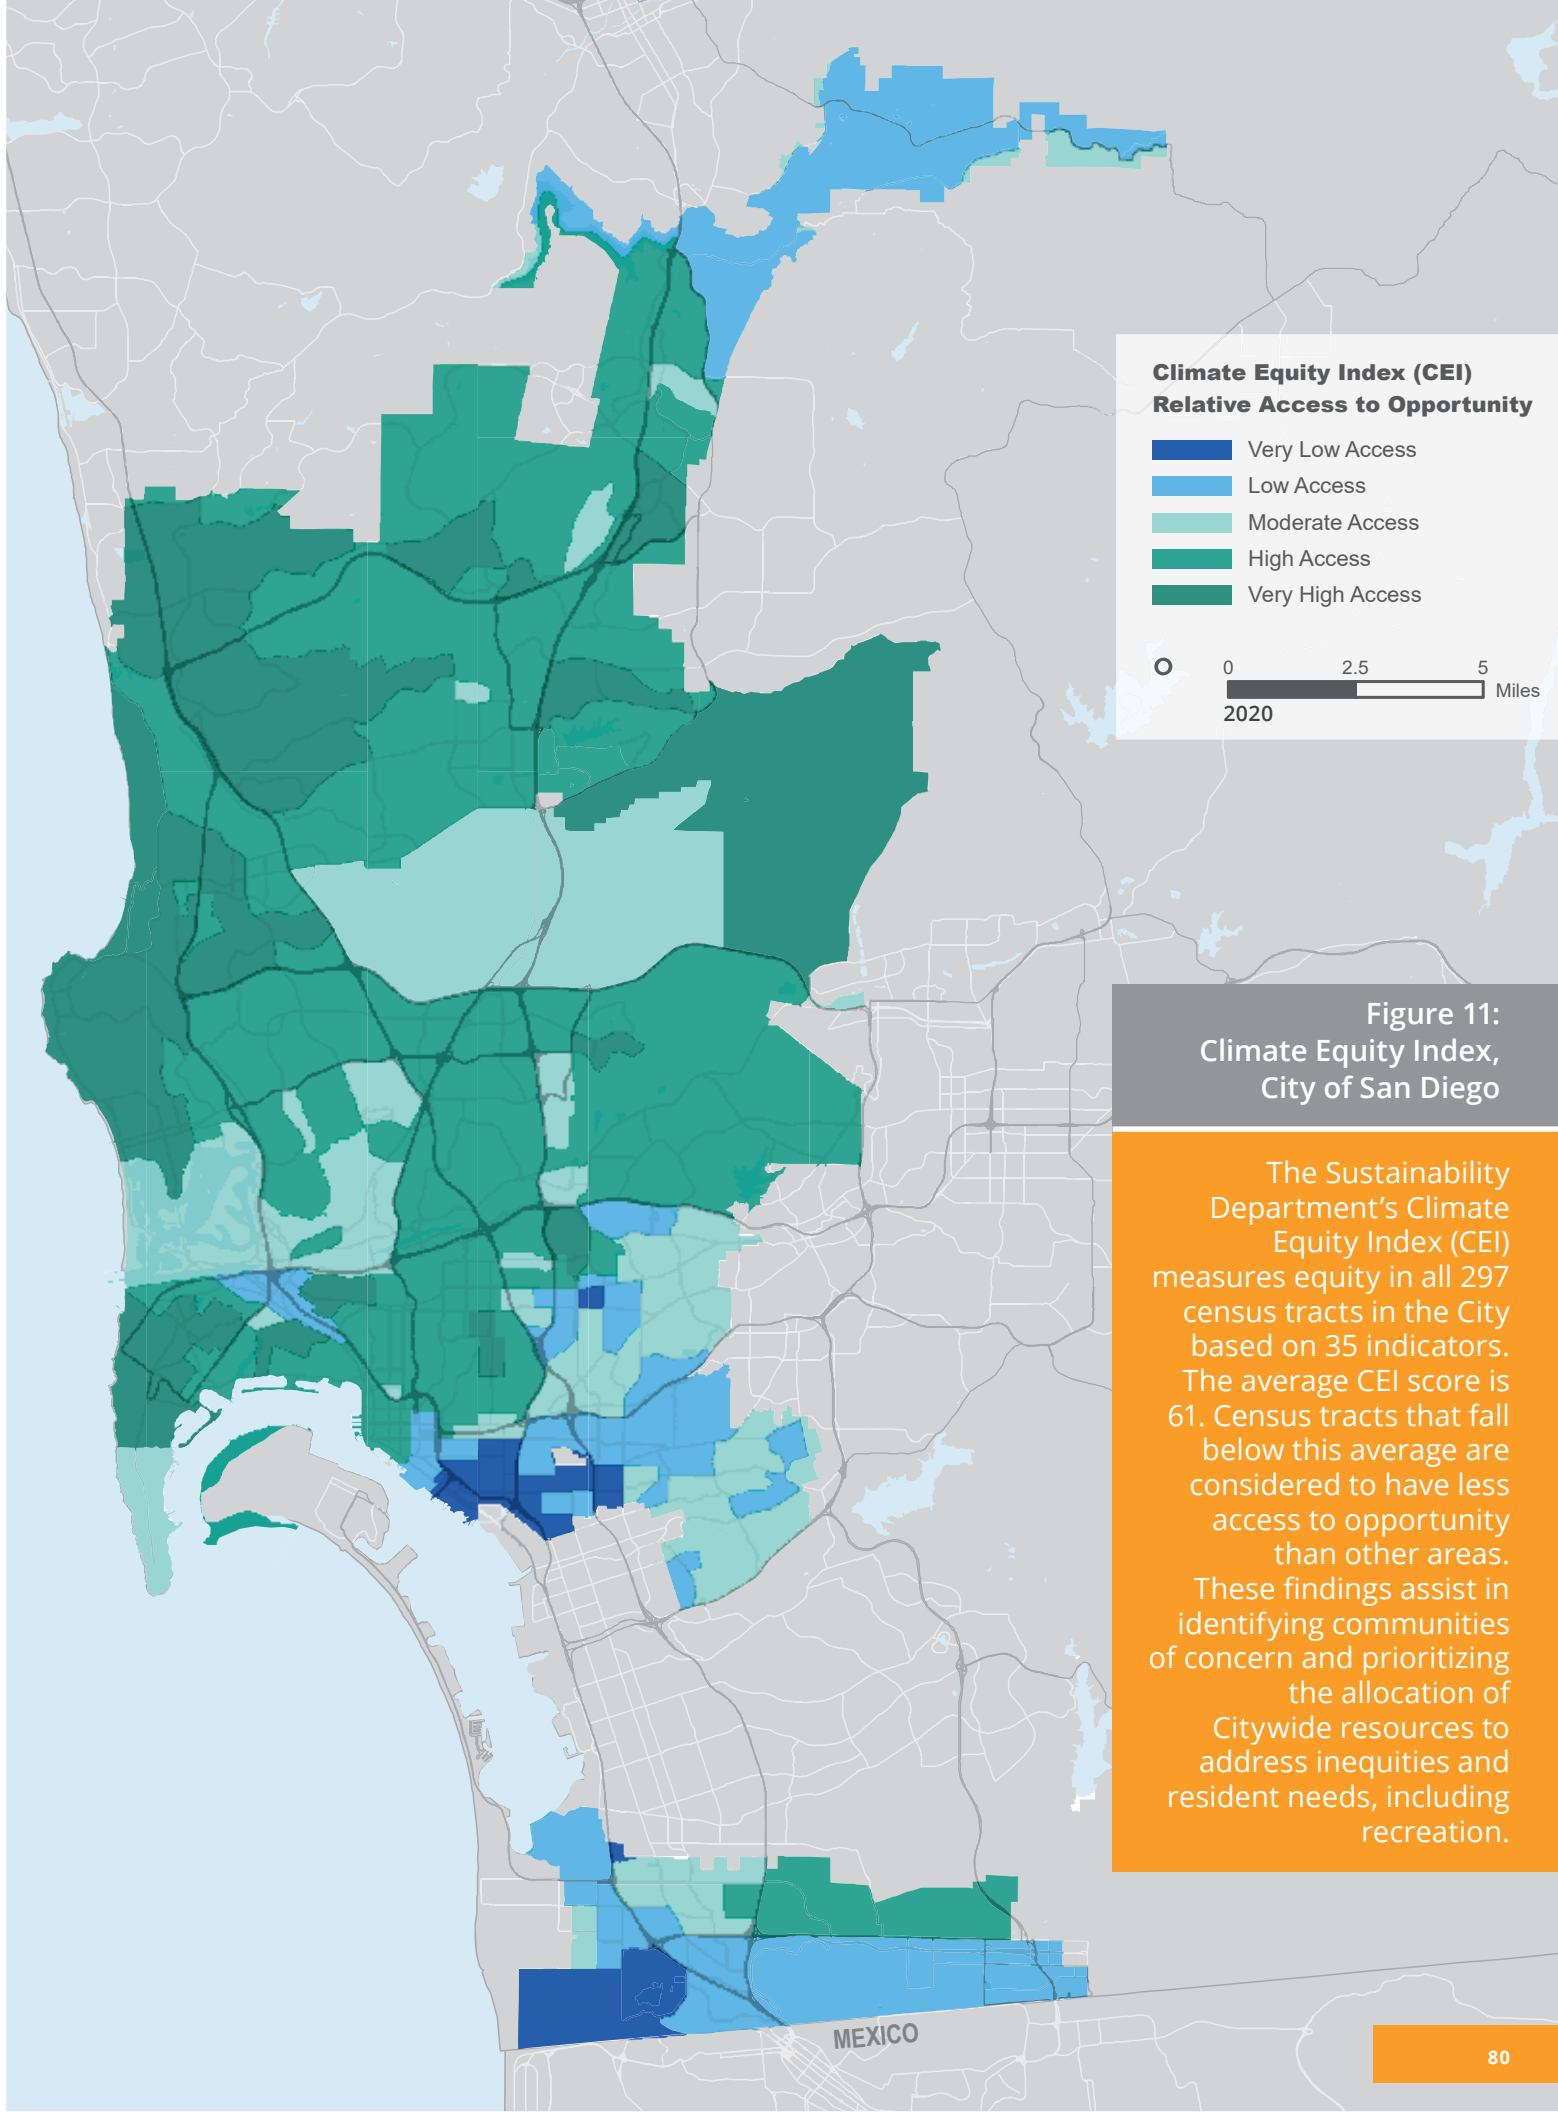 Climate Equity Index (CEI)
Relative Access to Opportunity
Very Low Access
Low Access
Moderate Access
High Access
Very High Access
0 2.5 5
Miles
2020
Figure 11:
Climate Equity Index,
City of San Diego
The Sustainability
Department's Climate
Equity Index (CEI)
measures equity in all 297
census tracts in the City
based on 35 indicators.
The average CEI score is
61. Census tracts that fall
below this average are
considered to have less
access to opportunity
than other areas.
These findings assist in
identifying communities
of concern and prioritizing
the allocation of
Citywide resources to
address inequities and
resident needs, including
recreation.
MEXICO
80